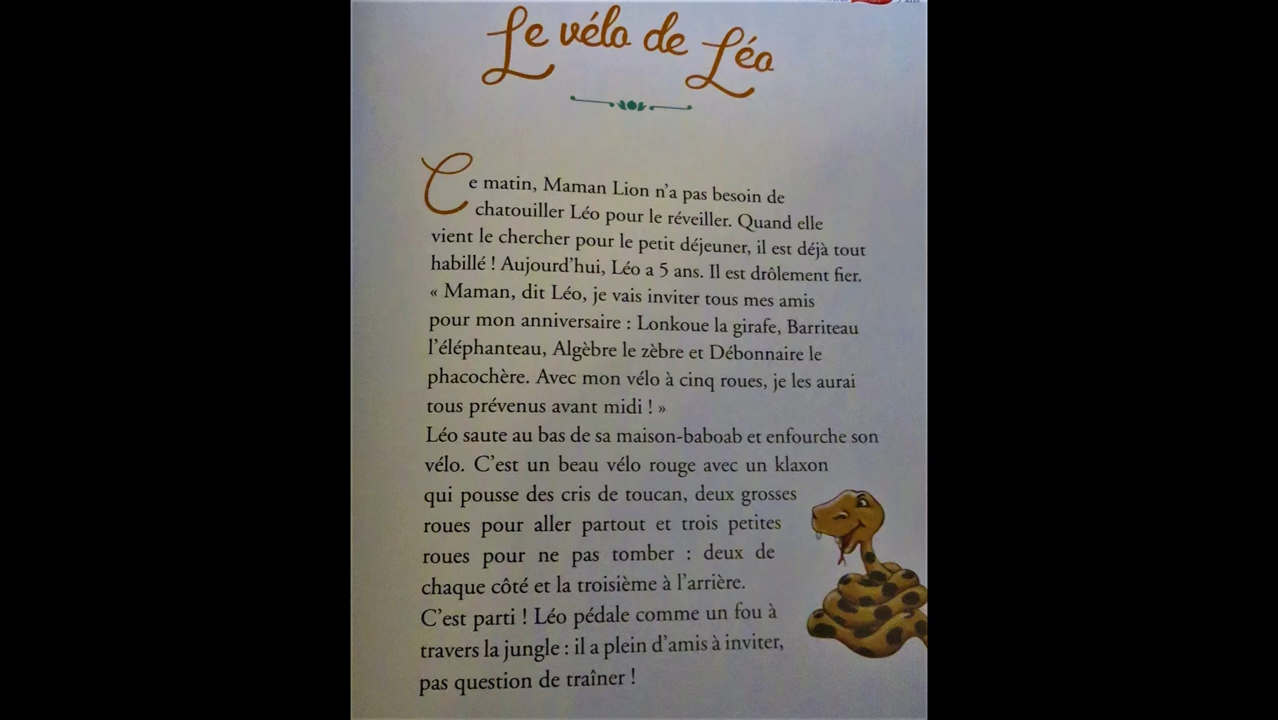 Le vélo de Léo
Ce matin, Maman Lion n'a pas besoin de
chatouiller Léo pour le réveiller. Quand elle
vient le chercher pour le petit déjeuner, il est déjà tout
habillé ! Aujourd'hui, Léo a 5 ans. Il est drôlement fier.
« Maman, dit Léo, je vais inviter tous mes amis
pour mon anniversaire : Lonkoue la girafe, Barriteau
l'éléphanteau, Algèbre le zèbre et Débonnaire le
phacochère. Avec mon vélo à cinq roues, je les aurai
tous prévenus avant midi ! »
Léo saute au bas de sa maison-baboab et enfourche son
vélo. C'est un beau vélo rouge avec un klaxon
qui pousse des cris de toucan, deux grosses
roues pour aller partout et trois petites
roues pour ne pas tomber : deux de
chaque côté et la troisième à l'arrière.
C'est parti ! Léo pédale comme un fou à
travers la jungle : il a plein d'amis à inviter,
pas question de traîner !